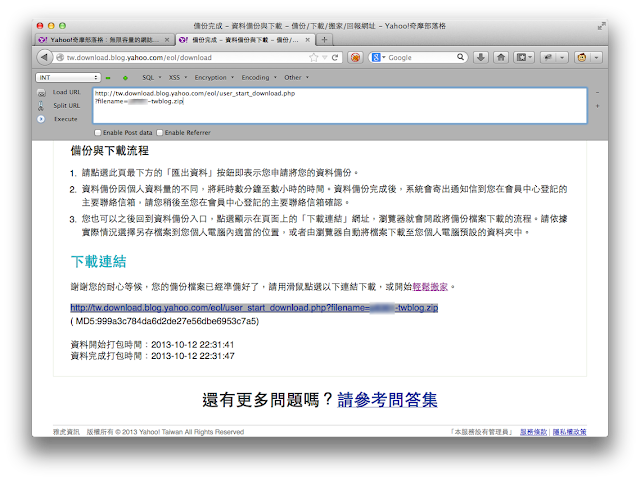 備份完成 – 資料備份與下載 – 備份/下載/搬家/回報網址 – Yahoo!奇摩部落格
Yahoo!奇摩部落格：無限容量的網誌...
備份完成 – 資料備份與下載 – 備份/...
tw.download.blog.yahoo.com/eol/download
Google
INT
SQL
XSS
Encryption
Encoding
Other
Load URL
Split URL
Execute
http://tw.download.blog.yahoo.com/eol/user_start_download.php
?filename=
-twblog.zip
Enable Post data
Enable Referrer
備份與下載流程
1. 請點選此頁最下方的「匯出資料」按鈕即表示您申請將您的資料備份。
2. 資料備份因個人資料量的不同，將耗時數分鐘至數小時的時間。資料備份完成後，系統會寄出通知信到您在會員中心登記的
主要聯絡信箱，請您稍後至您在會員中心登記的主要聯絡信箱確認。
3. 您也可以之後回到資料備份入口，點選顯示在頁面上的「下載連結」網址，瀏覽器就會開啟將備份檔案下載的流程。請依據
實際情況選擇另存檔案到您個人電腦內適當的位置，或者由瀏覽器自動將檔案下載至您個人電腦預設的資料夾中。
下載連結
謝謝您的耐心等候，您的備份檔案已經準備好了，請用滑鼠點選以下連結下載，或開始輕鬆搬家。
http://tw.download.blog.yahoo.com/eol/user_start_download.php?filename=
-twblog.zip
( MD5:999a3c784da6d2de27e56dbe6953c7a5)
資料開始打包時間：2013-10-12 22:31:41
資料完成打包時間：2013-10-12 22:31:47
還有更多問題嗎？請參考問答集
雅虎資訊 版權所有 © 2013 Yahoo! Taiwan All Rights Reserved
「本服務設有管理員」 服務條款 | 隱私權政策